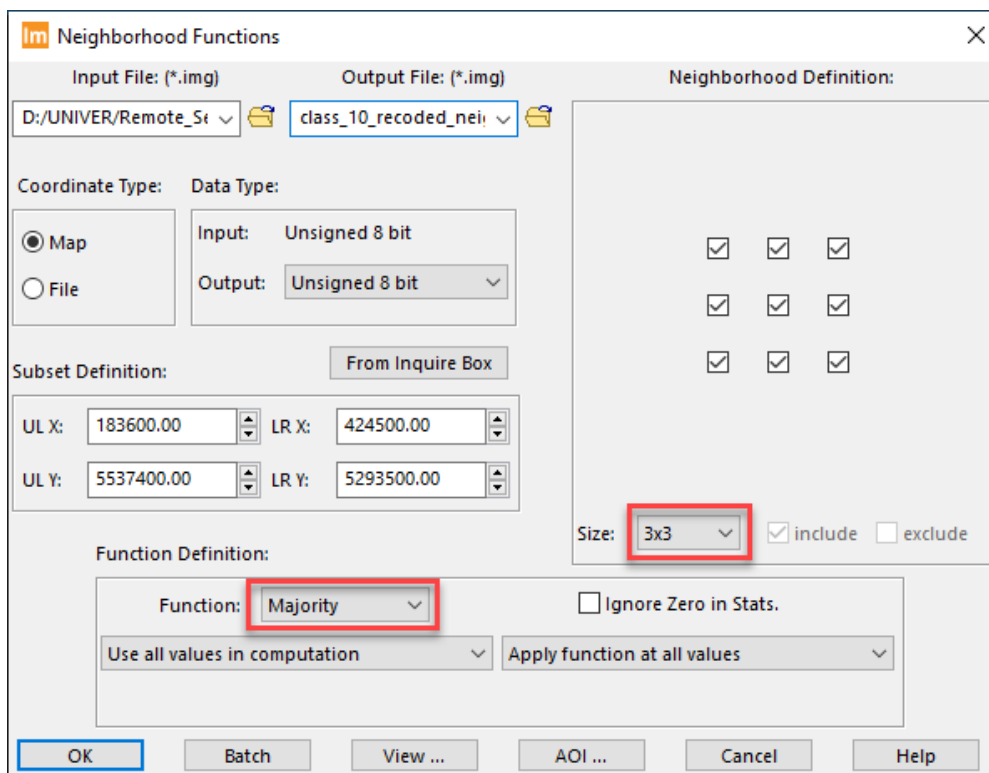 Im Neighborhood Functions
Input File: (*.img) Output File: (*.img) Neighborhood Definition:
D:/UNIVER/Remote_Se class_10_recoded_nei
Coordinate Type: Data Type:
Map Input: Unsigned 8 bit
File Output: Unsigned 8 bit
Subset Definition: From Inquire Box
UL X: 183600.00 LR X: 424500.00
UL Y: 5537400.00 LR Y: 5293500.00
Size: 3x3 include exclude
Function Definition:
Function: Majority Ignore Zero in Stats.
Use all values in computation Apply function at all values
OK Batch View ... AOI ... Cancel Help